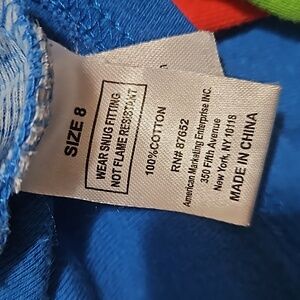 SIZE 8
WEAR SNUG FITTING
NOT FLAME RESISTANT
100%COTTON
RN# 87652
American Marketing Enterprise INC.
350 Fifth Avenue
New York, NY 10118
MADE IN CHINA